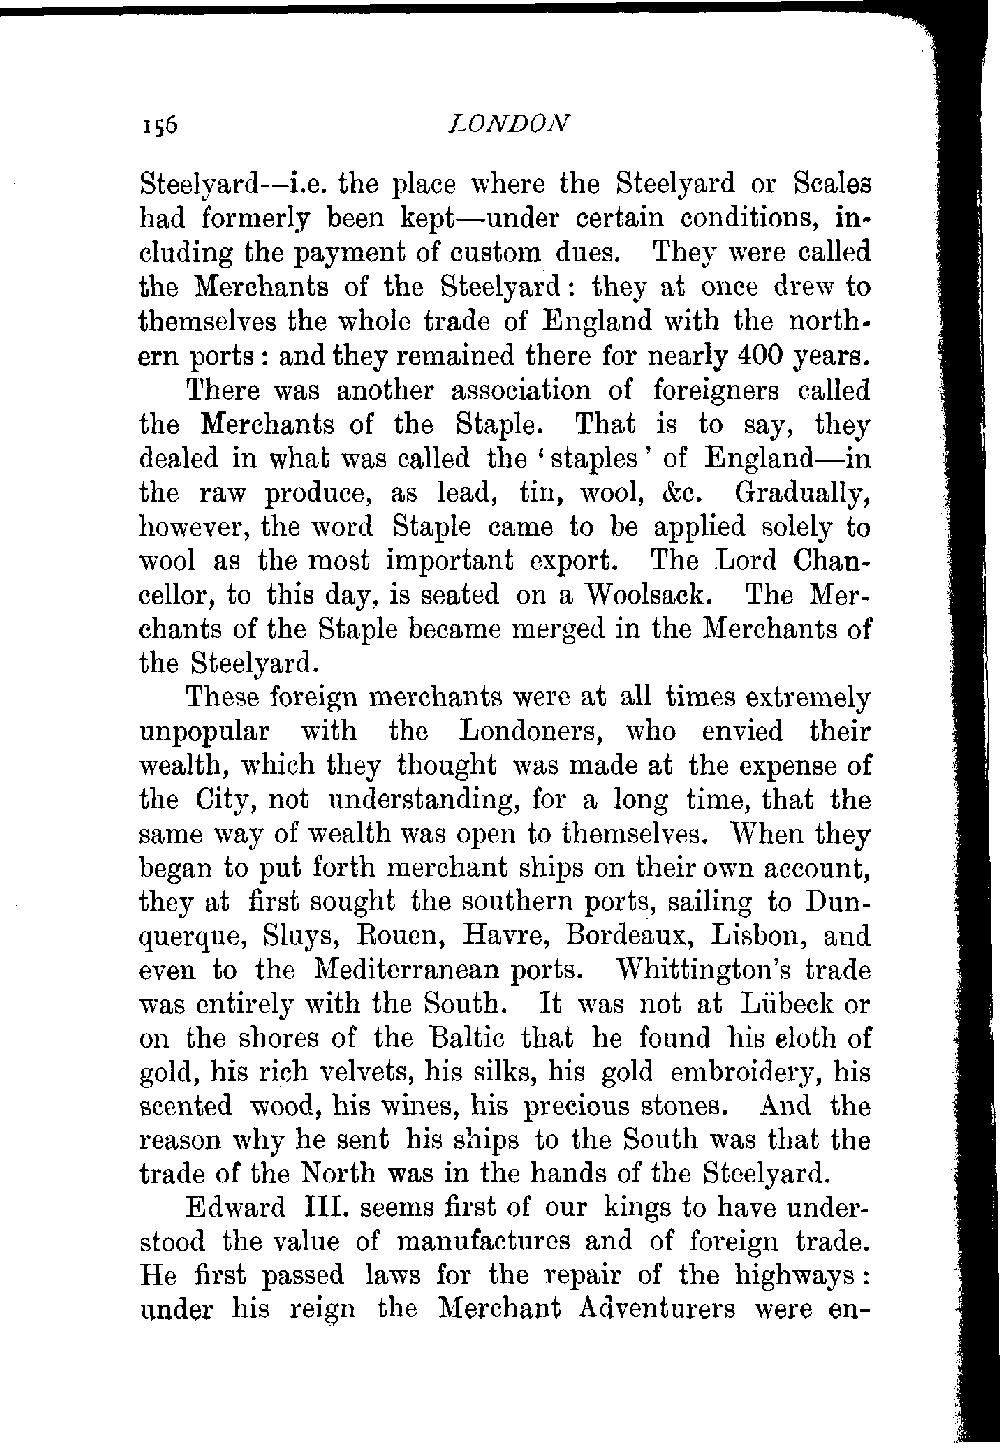 156 LONDON
Steelyard--i.e. the place where the Steelyard or Scales
had formerly been kept—under certain conditions, in-
cluding the payment of custom dues. They were called
the Merchants of the Steelyard: they at once drew to
themselves the whole trade of England with the north-
ern ports: and they remained there for nearly 400 years.
There was another association of foreigners called
the Merchants of the Staple. That is to say, they
dealed in what was called the ‘staples’ of England—in
the raw produce, as lead, tin, wool, &c. Gradually,
however, the word Staple came to be applied solely to
wool as the most important export. The Lord Chan-
cellor, to this day, is seated on a Woolsack. The Mer-
chants of the Staple became merged in the Merchants of
the Steelyard.
These foreign merchants were at all times extremely
unpopular with the Londoners, who envied their
wealth, which they thought was made at the expense of
the City, not understanding, for a long time, that the
same way of wealth was open to themselves. When they
began to put forth merchant ships on their own account,
they at first sought the southern ports, sailing to Dun-
querque, Sluys, Rouen, Havre, Bordeaux, Lisbon, and
even to the Mediterranean ports. Whittington's trade
was entirely with the South. It was not at Lübeck or
on the shores of the Baltic that he found his cloth of
gold, his rich velvets, his silks, his gold embroidery, his
scented wood, his wines, his precious stones. And the
reason why he sent his ships to the South was that the
trade of the North was in the hands of the Steelyard.
Edward III. seems first of our kings to have under-
stood the value of manufactures and of foreign trade.
He first passed laws for the repair of the highways:
under his reign the Merchant Adventurers were en-